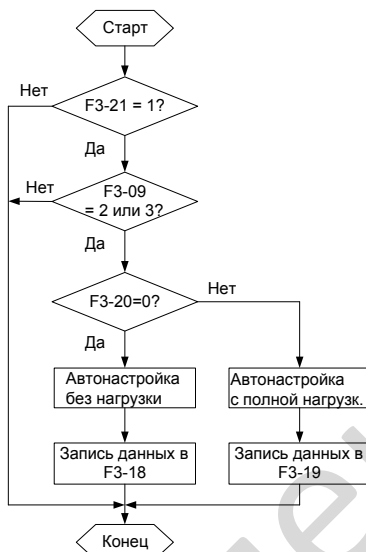 Старт
Нет
F3-21 = 1?
Да
Нет
F3-09
= 2 или 3?
Да
F3-20=0?
Нет
Да
Автонастройка
без нагрузки
Автонастройка
с полной нагрузк.
Запись данных в
F3-18
Запись данных в
F3-19
Конец